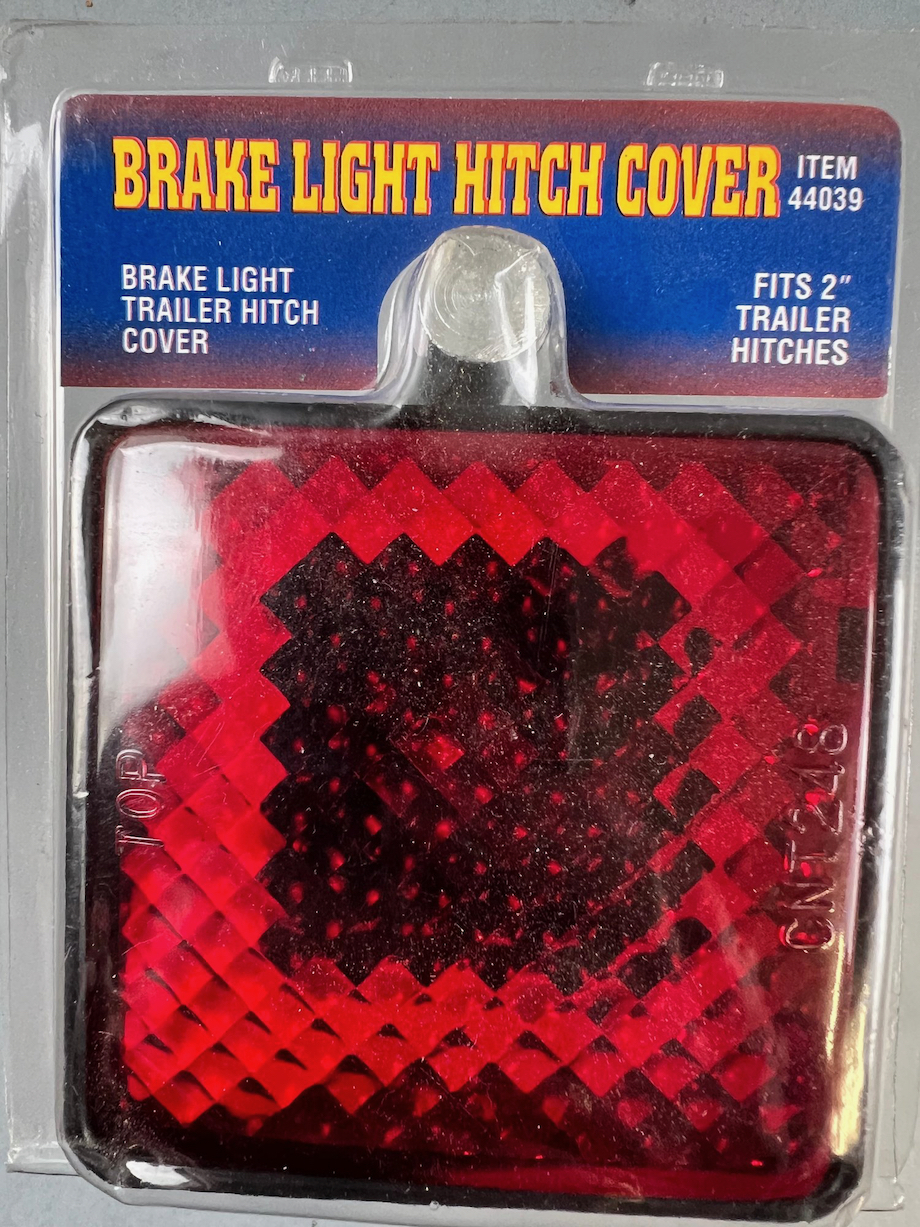 BRAKE LIGHT HITCH COVER
ITEM
44039
BRAKE LIGHT
TRAILER HITCH
COVER
FITS 2"
TRAILER
HITCHES
TOP
CNT248